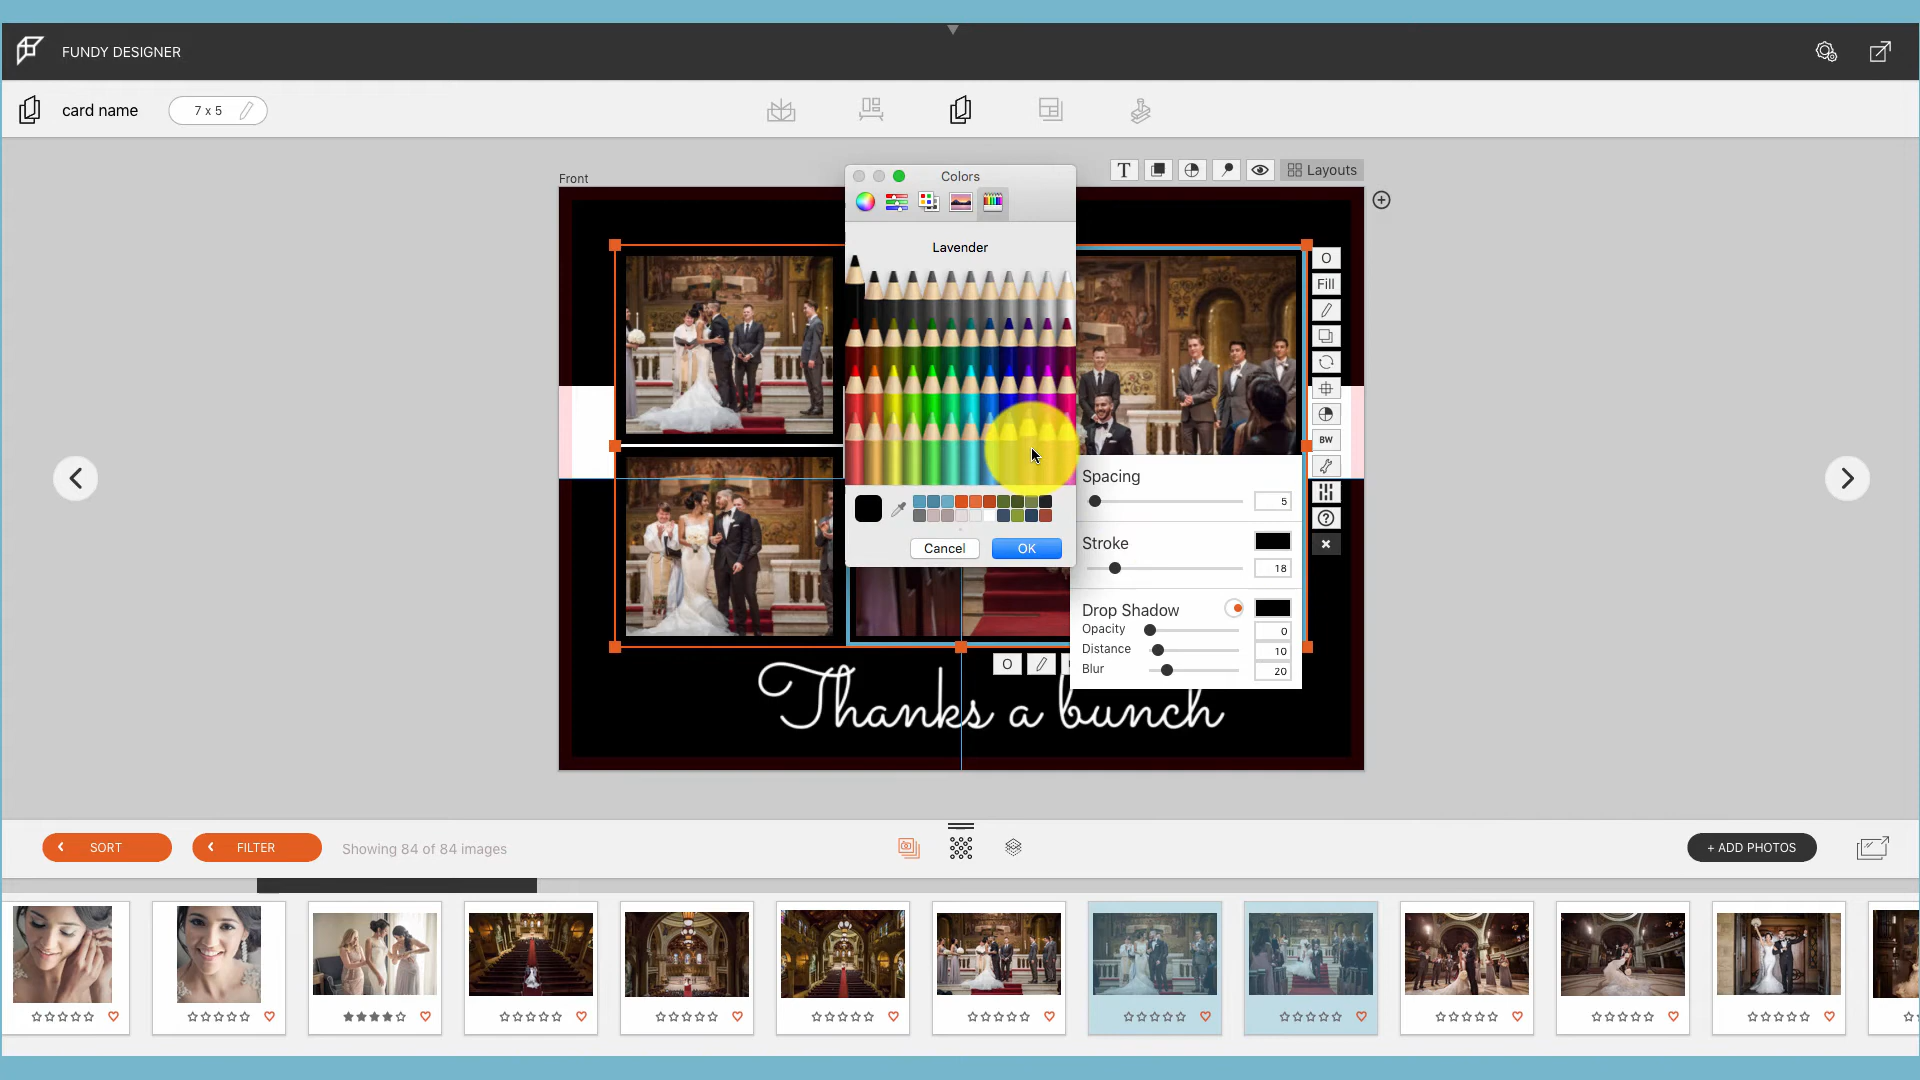 FUNDY DESIGNER
card name
7 x 5
Front
T
Layouts
Colors
Lavender
O
Fill
BW
Spacing
5
Stroke
18
Cancel
OK
Drop Shadow
Opacity
0
Distance
10
Blur
20
O
Thanks a bunch
SORT
FILTER
Showing 84 of 84 images
+ ADD PHOTOS